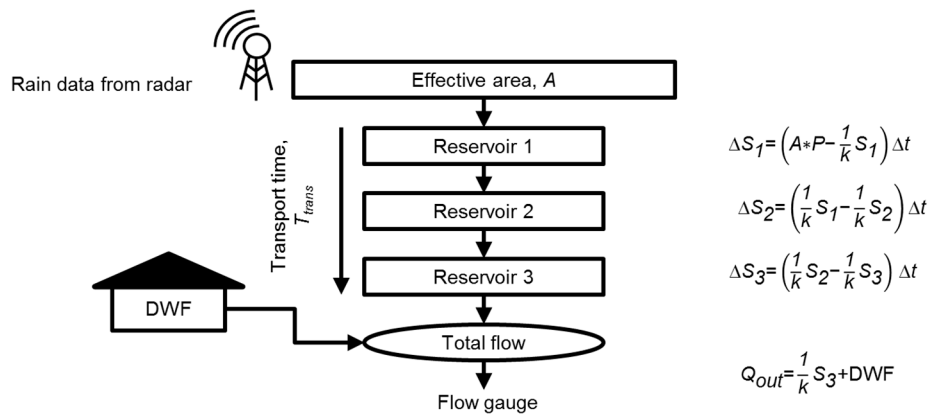 Rain data from radar
Effective area, A
Transport time,
T_trans
Reservoir 1
ΔS_1=(A*P-1/k S_1)Δt
Reservoir 2
ΔS_2=(1/k S_1-1/k S_2)Δt
Reservoir 3
ΔS_3=(1/k S_2-1/k S_3)Δt
DWF
Total flow
Q_out=1/k S_3+DWF
Flow gauge